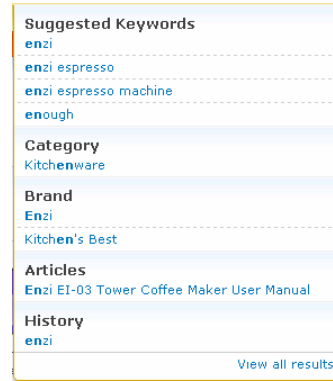 Suggested Keywords
enzi
enzi espresso
enzi espresso machine
enough
Category
Kitchenware
Brand
Enzi
Kitchen's Best
Articles
Enzi EI-03 Tower Coffee Maker User Manual
History
enzi
View all results